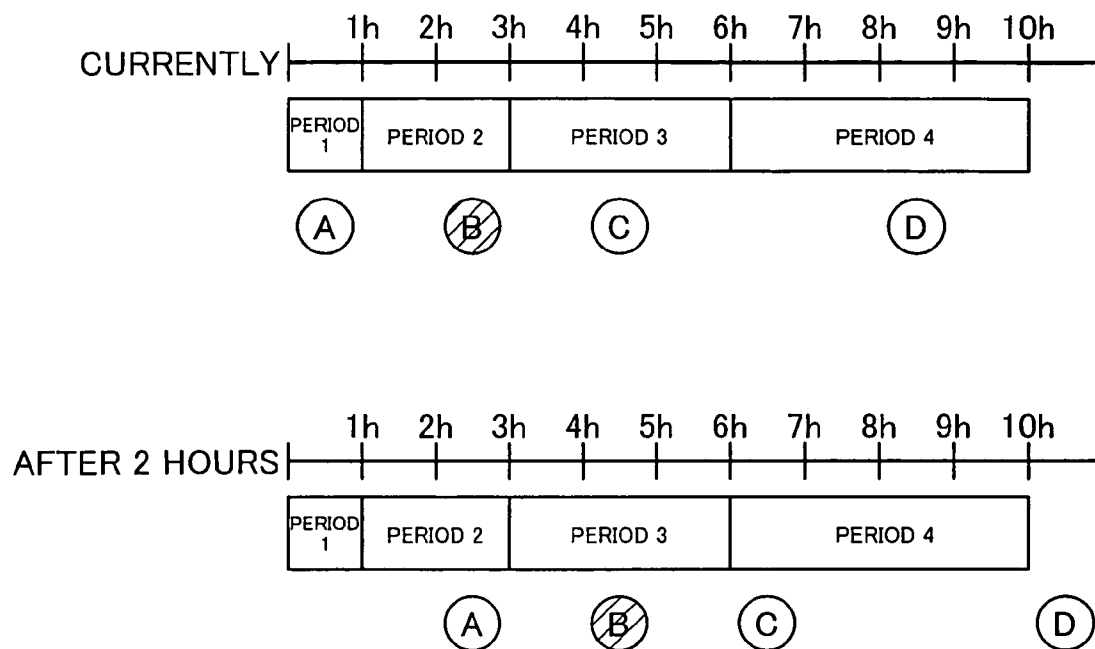 1h 2h 3h 4h 5h 6h 7h 8h 9h 10h
CURRENTLY
PERIOD 1 PERIOD 2 PERIOD 3 PERIOD 4
A B C D
1h 2h 3h 4h 5h 6h 7h 8h 9h 10h
AFTER 2 HOURS
PERIOD 1 PERIOD 2 PERIOD 3 PERIOD 4
A B C D